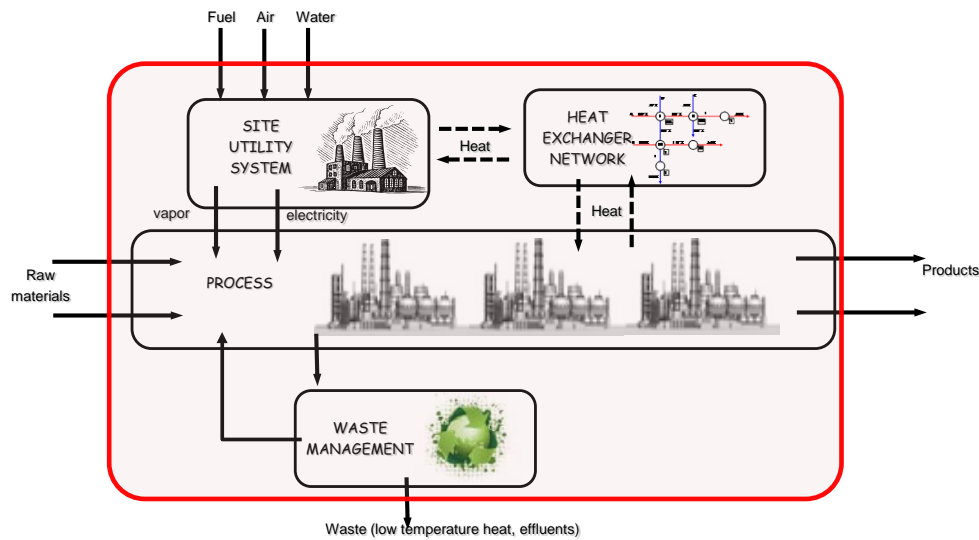 Fuel Air Water
SITE
UTILITY
SYSTEM
Heat
HEAT
EXCHANGER
NETWORK
vapor
electricity
Heat
Raw
materials
PROCESS
Products
WASTE
MANAGEMENT
Waste (low temperature heat, effluents)